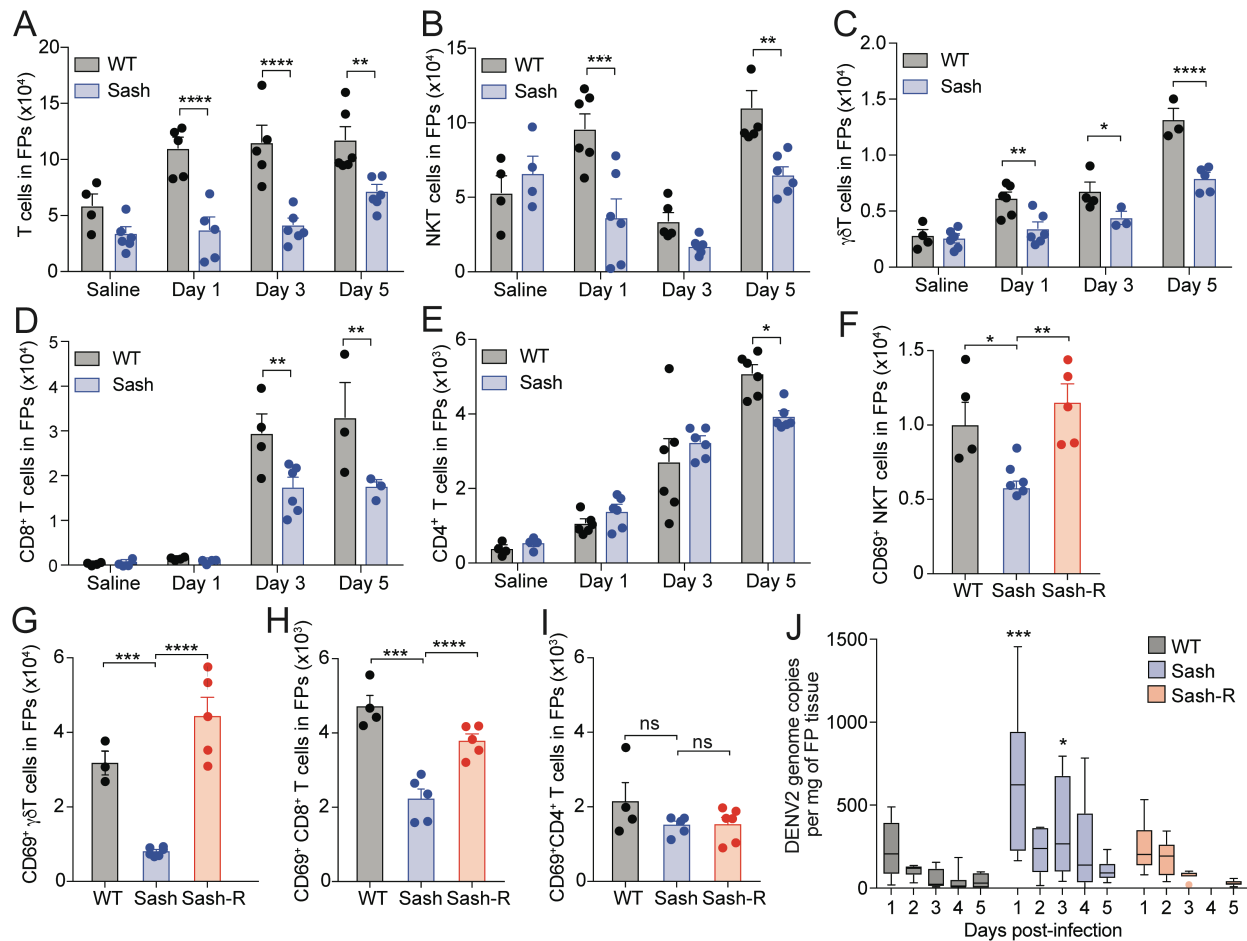 A
T cells in FPs (x10⁴)
20
15
10
5
0
WT
Sash
****
****
**
Saline
Day 1
Day 3
Day 5
B
NKT cells in FPs (x10⁴)
15
10
5
0
WT
Sash
***
**
Saline
Day 1
Day 3
Day 5
C
γδT cells in FPs (x10⁴)
2.0
1.5
1.0
0.5
0
WT
Sash
**
*
****
Saline
Day 1
Day 3
Day 5
D
CD8⁺ T cells in FPs (x10⁴)
5
4
3
2
1
0
WT
Sash
**
**
Saline
Day 1
Day 3
Day 5
E
CD4⁺ T cells in FPs (x10³)
6
4
2
0
WT
Sash
*
Saline
Day 1
Day 3
Day 5
F
CD69⁺ NKT cells in FPs (x10⁴)
1.5
1.0
0.5
0
*
**
WT
Sash
Sash-R
G
CD69⁺ γδT cells in FPs (x10⁴)
6
4
2
0
***
****
WT
Sash
Sash-R
H
CD69⁺ CD8⁺ T cells in FPs (x10³)
6
4
2
0
***
****
WT
Sash
Sash-R
I
CD69⁺CD4⁺ T cells in FPs (x10³)
6
4
2
0
ns
ns
WT
Sash
Sash-R
J
DENV2 genome copies
per mg of FP tissue
1500
1000
500
0
***
*
WT
Sash
Sash-R
1 2 3 4 5
1 2 3 4 5
1 2 3 4 5
Days post-infection